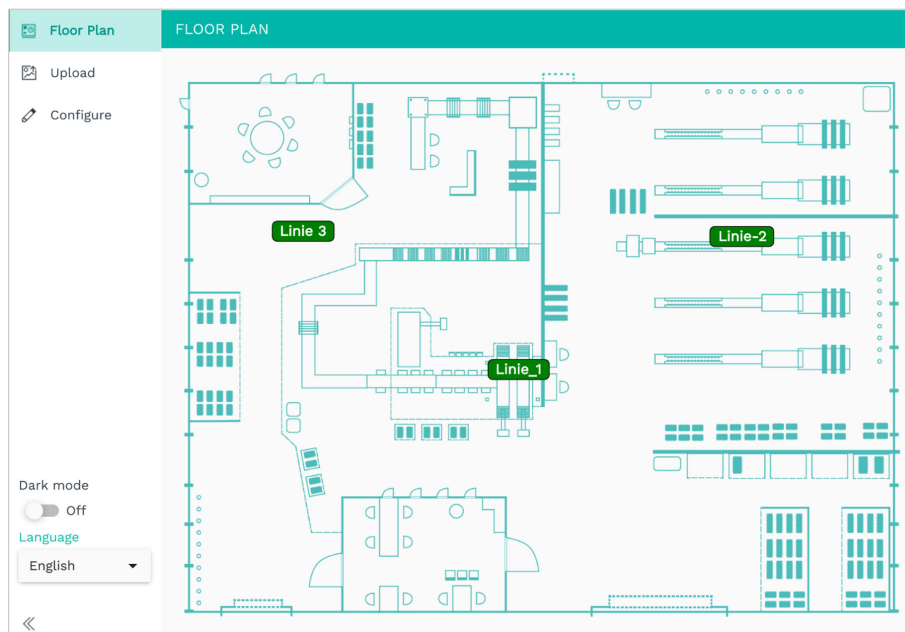 Floor Plan
FLOOR PLAN
Upload
Configure
Linie 3
Linie-2
Linie_1
Dark mode
Off
Language
English